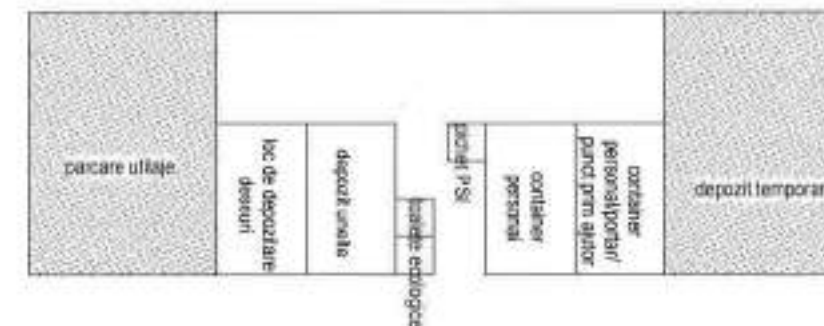 parcare utilaje
loc de depozitare
deseuri
depozit unelte
toalete ecologice
pichet PSI
container
personal
container
personal/portar/
punct prim ajutor
depozit temporar